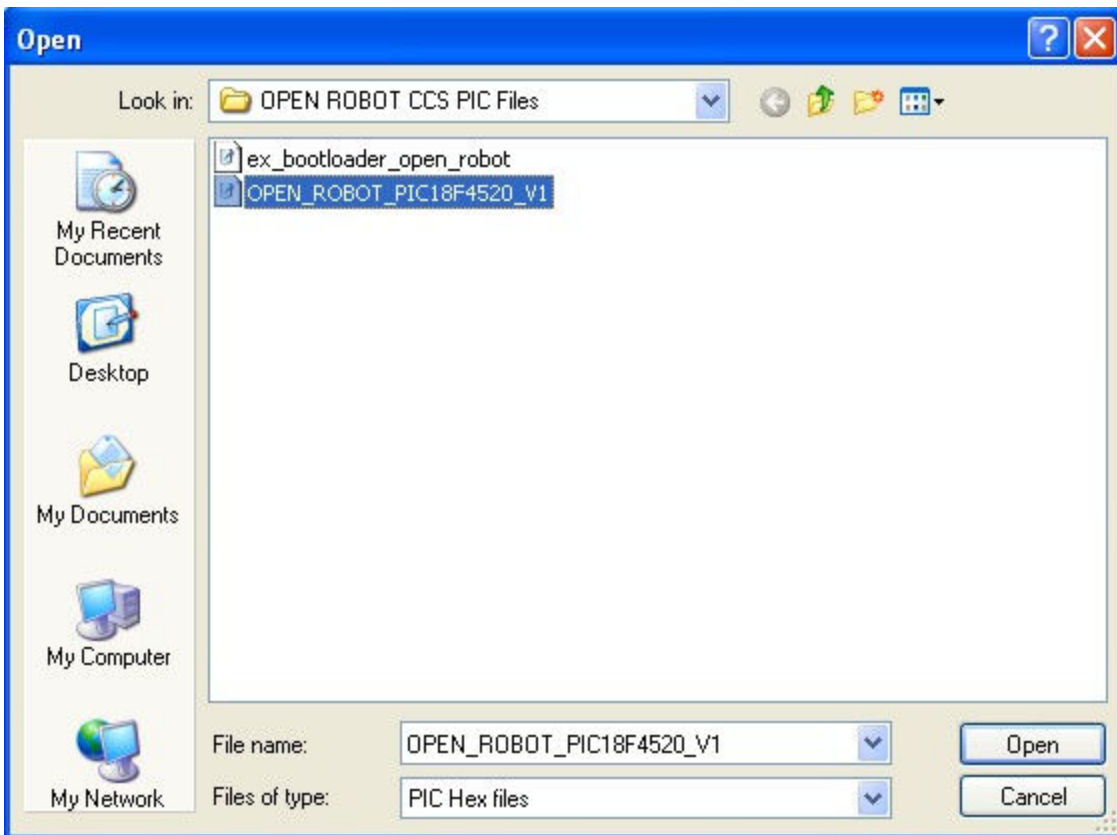 Open
Look in: OPEN ROBOT CCS PIC Files
ex_bootloader_open_robot
OPEN_ROBOT_PIC18F4520_V1
My Recent
Documents
Desktop
My Documents
My Computer
My Network
File name: OPEN_ROBOT_PIC18F4520_V1 Open
Files of type: PIC Hex files Cancel